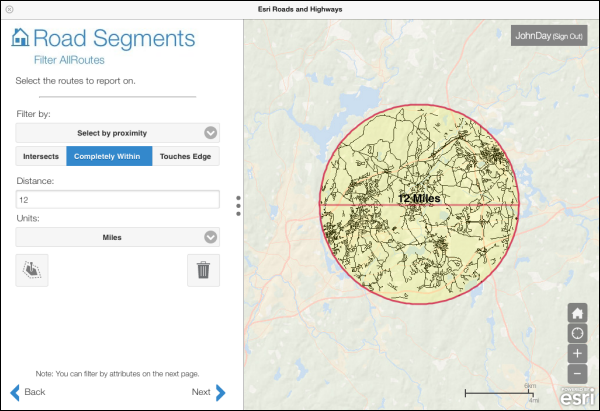 Esri Roads and Highways
Road Segments
Filter AllRoutes
Select the routes to report on.
Filter by:
Select by proximity
Intersects Completely Within Touches Edge
Distance:
12
Units:
Miles
Note: You can filter by attributes on the next page.
Back Next
JohnDay (Sign Out)
12 Miles
+
−
6km
4mi
esri